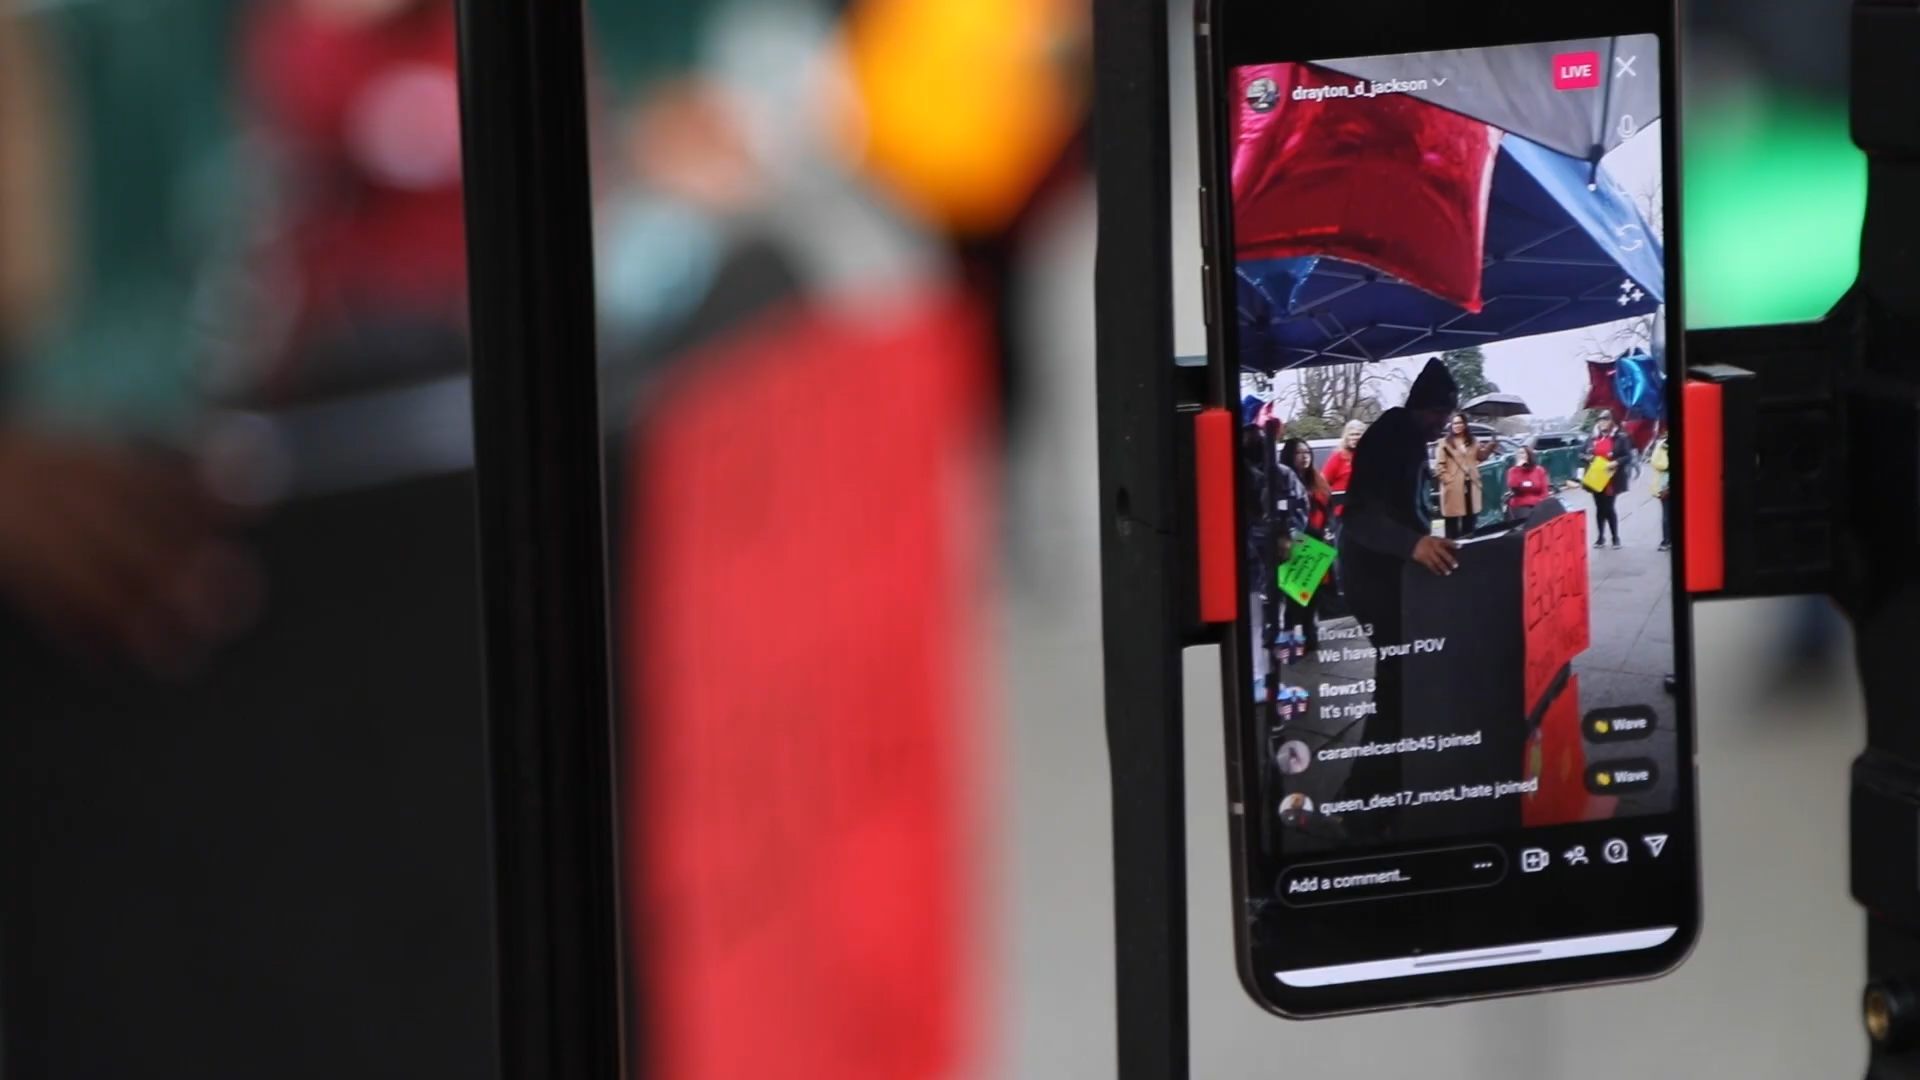 drayton_d_jackson
LIVE
flowz13
We have your POV
flowz13
It's right
caramelcardib45 joined
Wave
queen_dee17_most_hate joined
Wave
Add a comment...